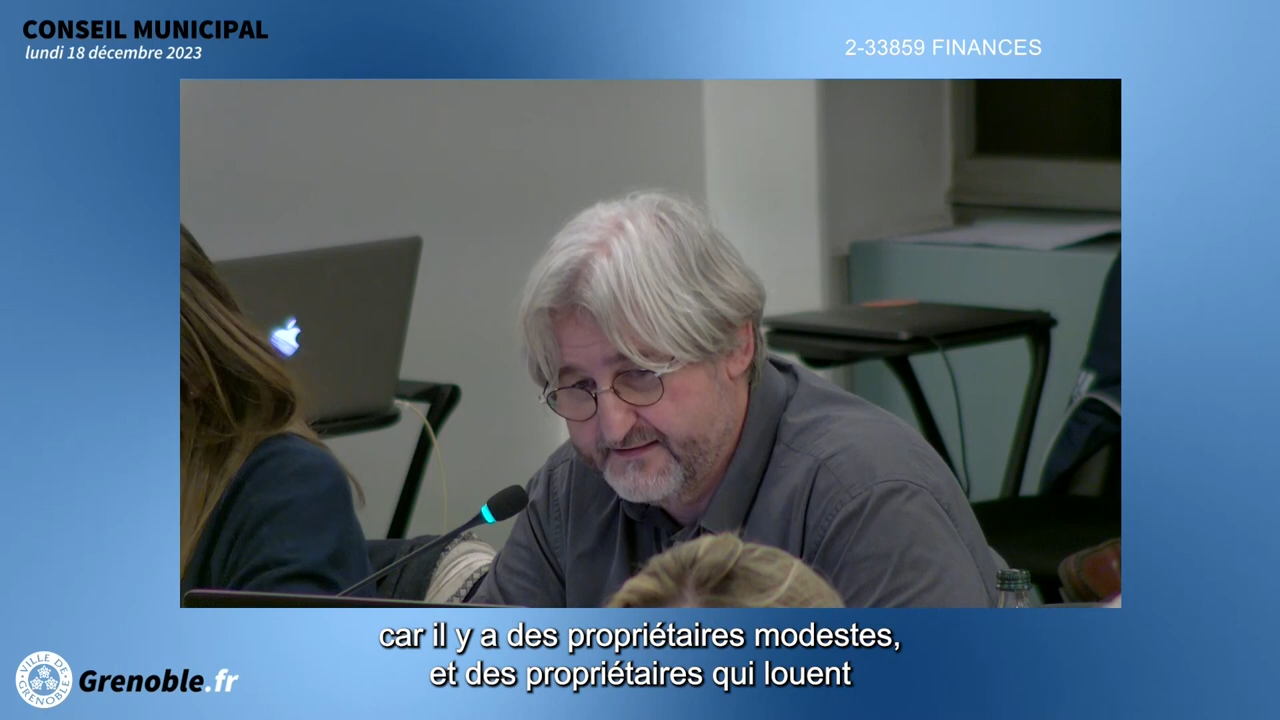 CONSEIL MUNICIPAL
lundi 18 décembre 2023
2-33859 FINANCES
car il y a des propriétaires modestes,
et des propriétaires qui louent
VILLE DE GRENOBLE
Grenoble.fr